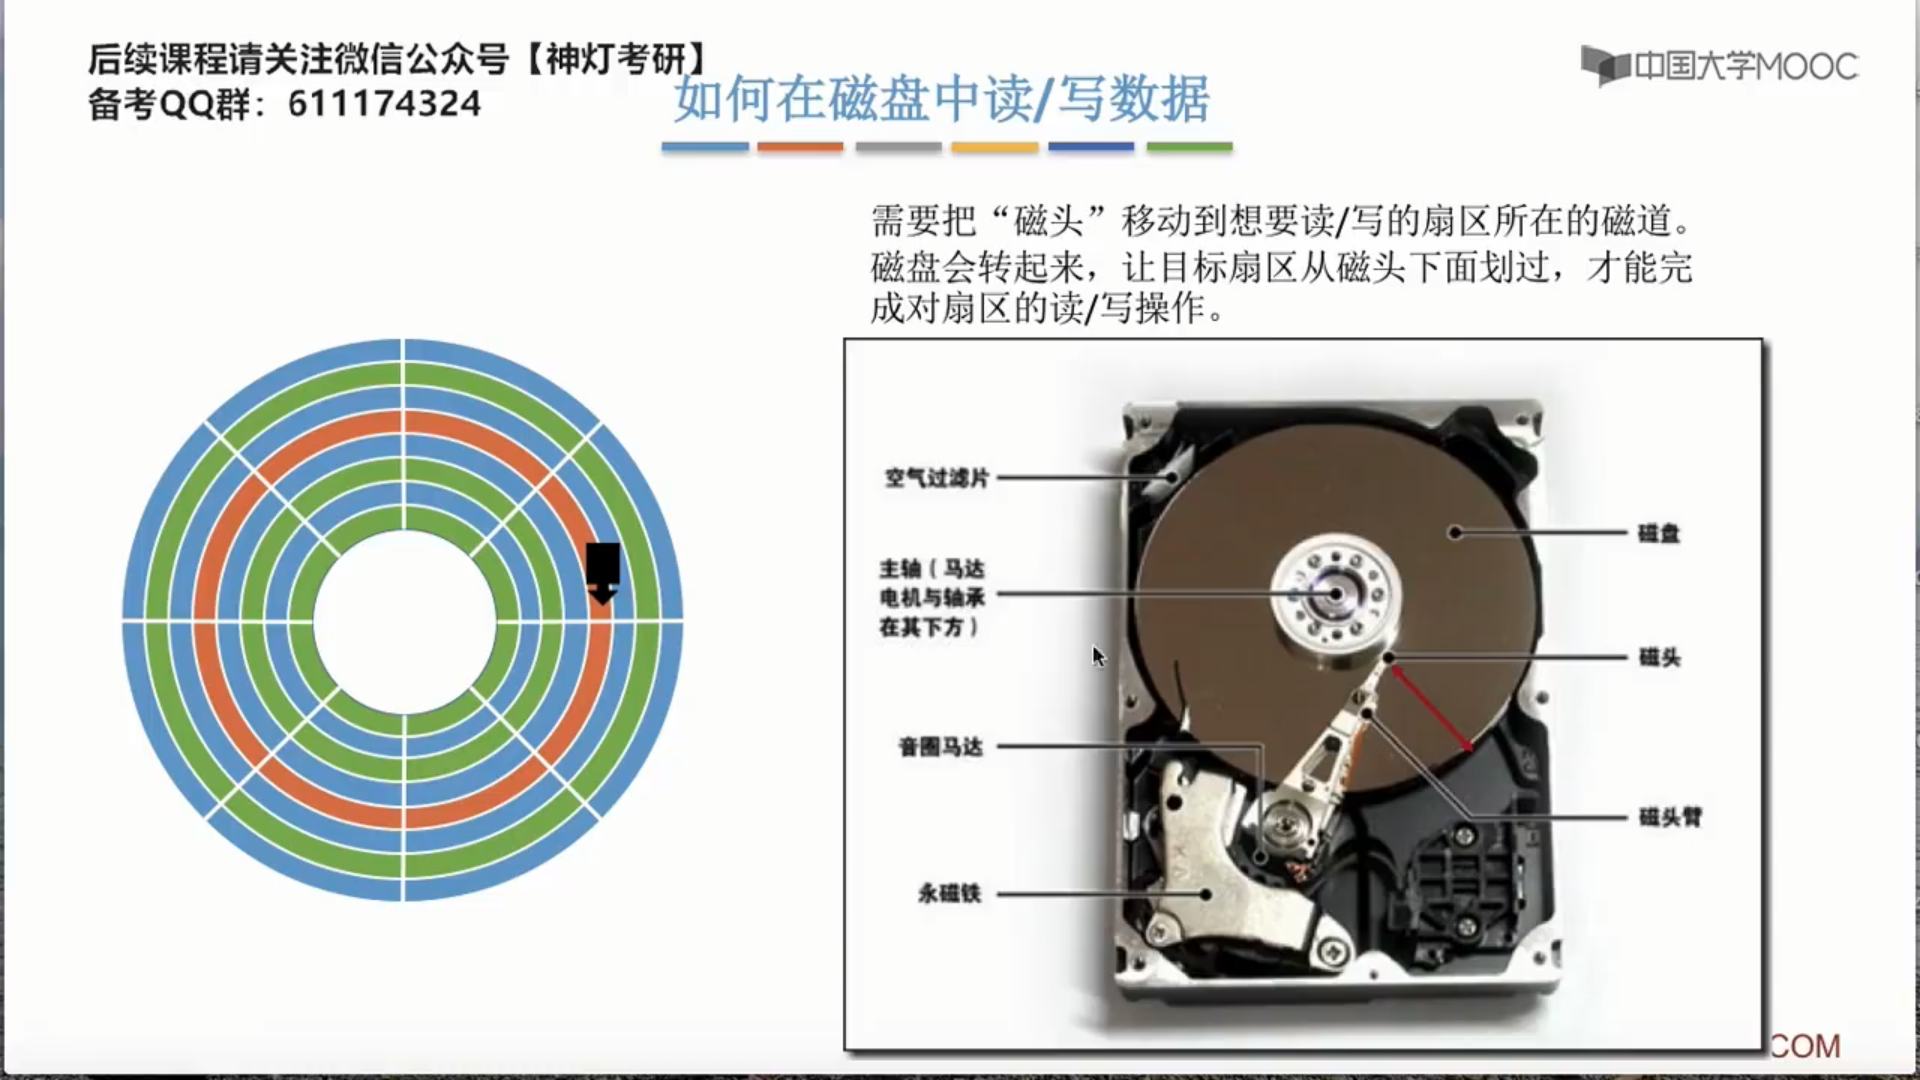 后续课程请关注微信公众号【神灯考研】
备考QQ群：611174324
中国大学MOOC
如何在磁盘中读/写数据
需要把“磁头”移动到想要读/写的扇区所在的磁道。
磁盘会转起来，让目标扇区从磁头下面划过，才能完
成对扇区的读/写操作。
空气过滤片
磁盘
主轴（马达
电机与轴承
在其下方）
磁头
音圈马达
磁头臂
永磁铁
COM